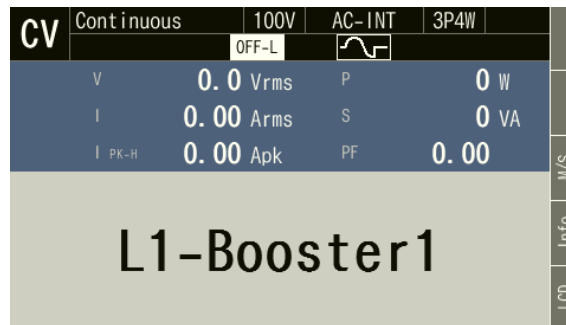 CV Continuous 100V AC-INT 3P4W
OFF-L
V 0.0 Vrms P 0 W
I 0.00 Arms S 0 VA
I PK-H 0.00 Apk PF 0.00
L1-Booster1
M/S
Info
LCD